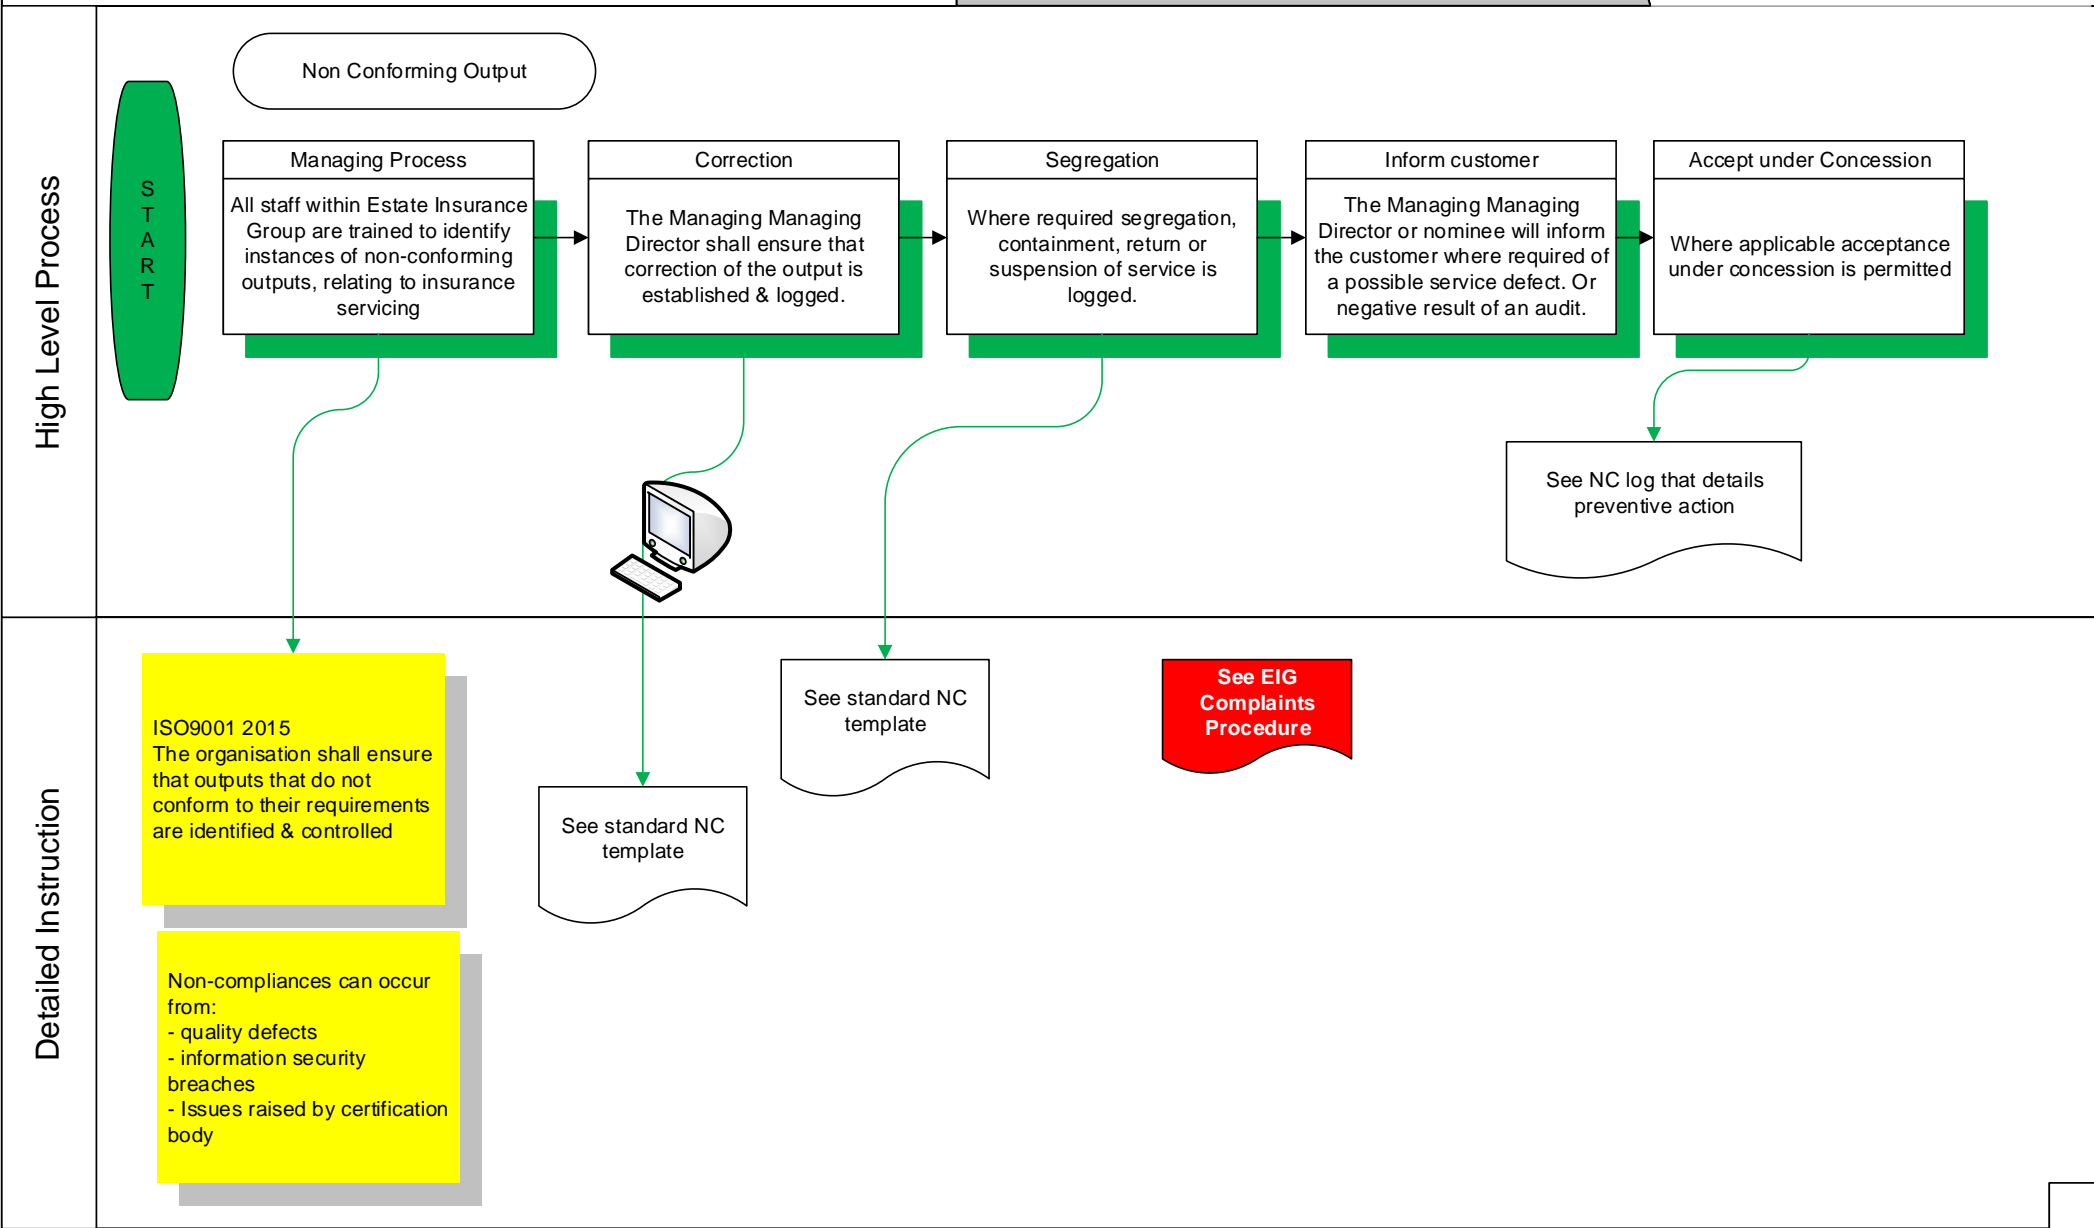 High Level Process
S
T
A
R
T
Non Conforming Output
Managing Process
All staff within Estate Insurance
Group are trained to identify
instances of non-conforming
outputs, relating to insurance
servicing
Correction
The Managing Managing
Director shall ensure that
correction of the output is
established & logged.
Segregation
Where required segregation,
containment, return or
suspension of service is
logged.
Inform customer
The Managing Managing
Director or nominee will inform
the customer where required of
a possible service defect. Or
negative result of an audit.
Accept under Concession
Where applicable acceptance
under concession is permitted
See NC log that details
preventive action
Detailed Instruction
ISO9001 2015
The organisation shall ensure
that outputs that do not
conform to their requirements
are identified & controlled
Non-compliances can occur
from:
- quality defects
- information security
breaches
- Issues raised by certification
body
See standard NC
template
See standard NC
template
See EIG
Complaints
Procedure